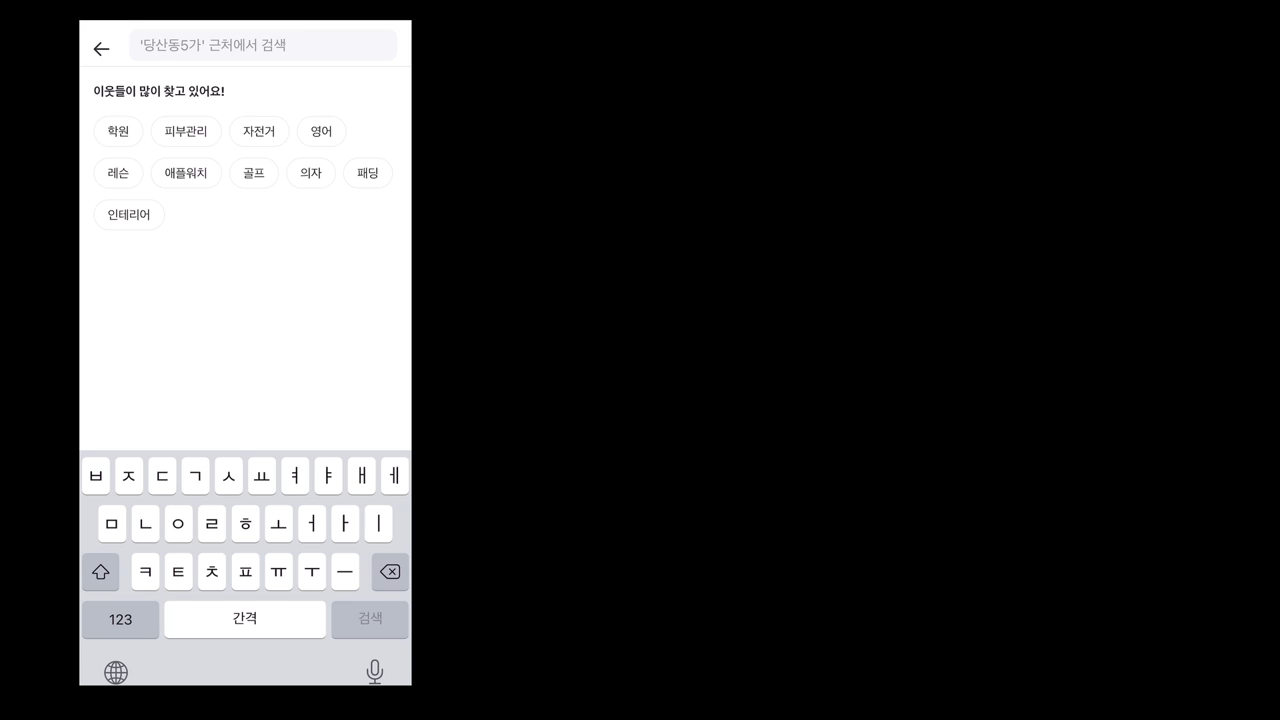 '당산동5가' 근처에서 검색
이웃들이 많이 찾고 있어요!
학원 피부관리 자전거 영어
레슨 애플워치 골프 의자 패딩
인테리어
ㅂ ㅈ ㄷ ㄱ ㅅ ㅛ ㅕ ㅑ ㅐ ㅔ
ㅁ ㄴ ㅇ ㄹ ㅎ ㅗ ㅓ ㅏ ㅣ
ㅋ ㅌ ㅊ ㅍ ㅠ ㅜ ㅡ
123 간격 검색